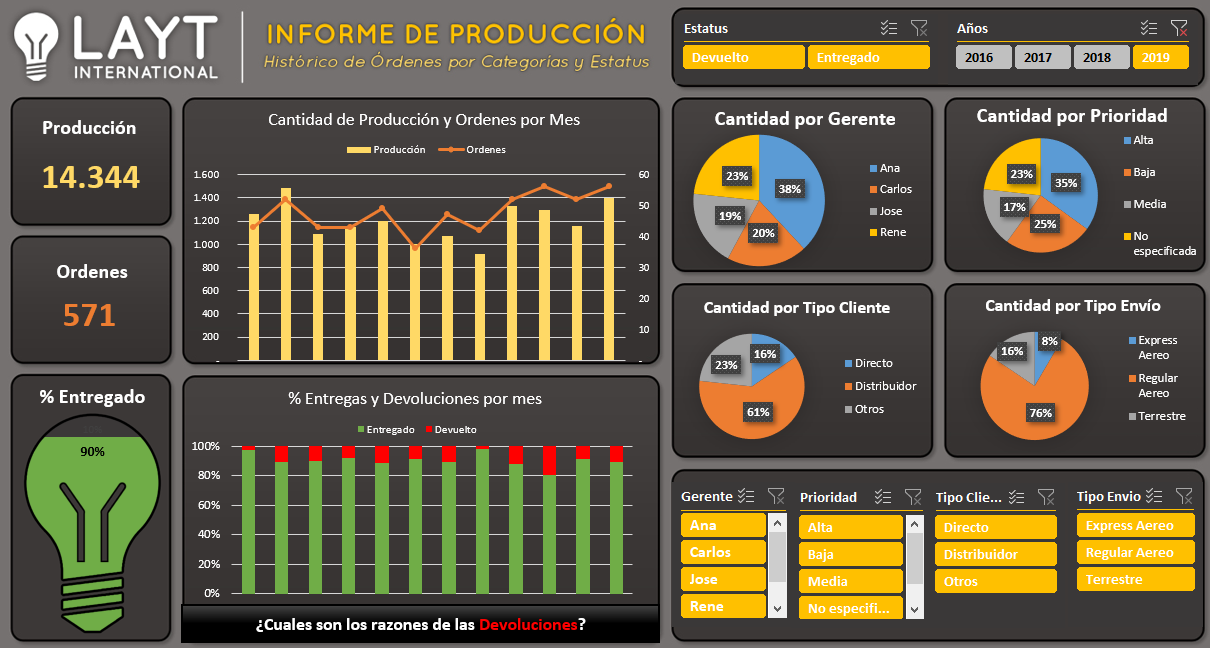 LAYT
INTERNATIONAL
INFORME DE PRODUCCIÓN
Histórico de Órdenes por Categorías y Estatus
Estatus
Devuelto
Entregado
Años
2016
2017
2018
2019
Producción
14.344
Ordenes
571
% Entregado
90%
Cantidad de Producción y Ordenes por Mes
Producción
Ordenes
1.600
1.400
1.200
1.000
800
600
400
200
-
60
50
40
30
20
10
-
% Entregas y Devoluciones por mes
Entregado
Devuelto
100%
80%
60%
40%
20%
0%
¿Cuales son los razones de las Devoluciones?
Cantidad por Gerente
23%
38%
19%
20%
Ana
Carlos
Jose
Rene
Cantidad por Prioridad
23%
35%
17%
25%
Alta
Baja
Media
No
especificada
Cantidad por Tipo Cliente
16%
23%
61%
Directo
Distribuidor
Otros
Cantidad por Tipo Envío
8%
16%
76%
Express
Aereo
Regular
Aereo
Terrestre
Gerente
Ana
Carlos
Jose
Rene
Prioridad
Alta
Baja
Media
No especifi...
Tipo Clie...
Directo
Distribuidor
Otros
Tipo Envio
Express Aereo
Regular Aereo
Terrestre